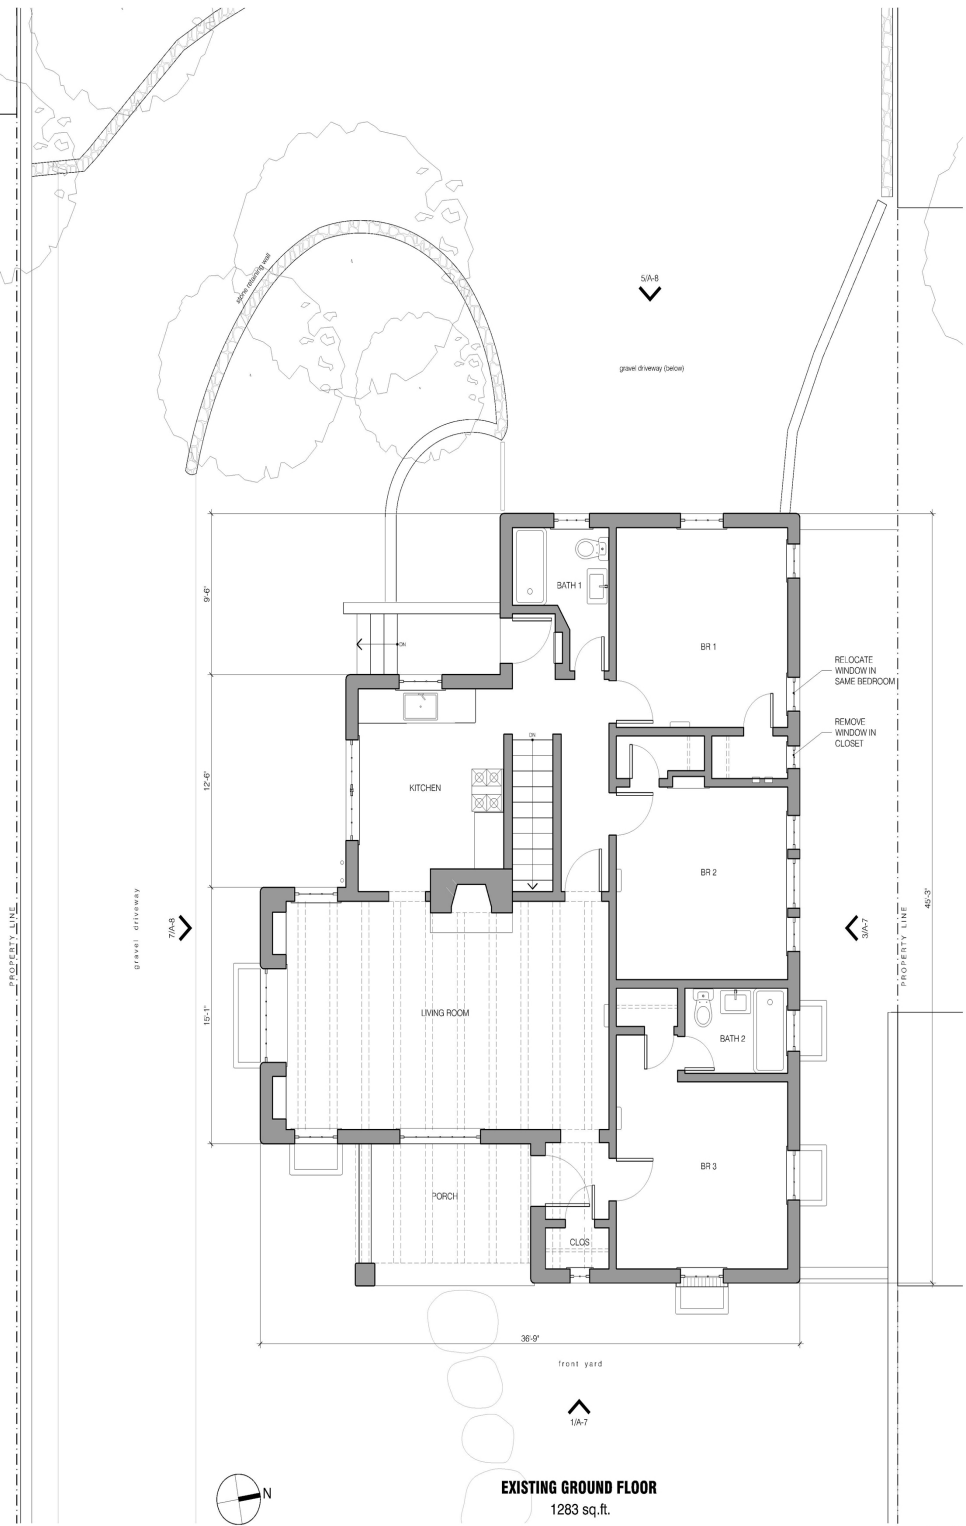 stone retaining wall
5/A-8
gravel driveway (below)
9'-6"
BATH 1
DN
BR 1
RELOCATE
WINDOW IN
SAME BEDROOM
REMOVE
WINDOW IN
CLOSET
DN
12'-6"
KITCHEN
BR 2
PROPERTY LINE
gravel driveway
7/A-8
3/A-7
PROPERTY LINE
45'-3"
15'-1"
LIVING ROOM
BATH 2
BR 3
PORCH
CLOS
36'-9"
front yard
1/A-7
N
EXISTING GROUND FLOOR
1283 sq.ft.